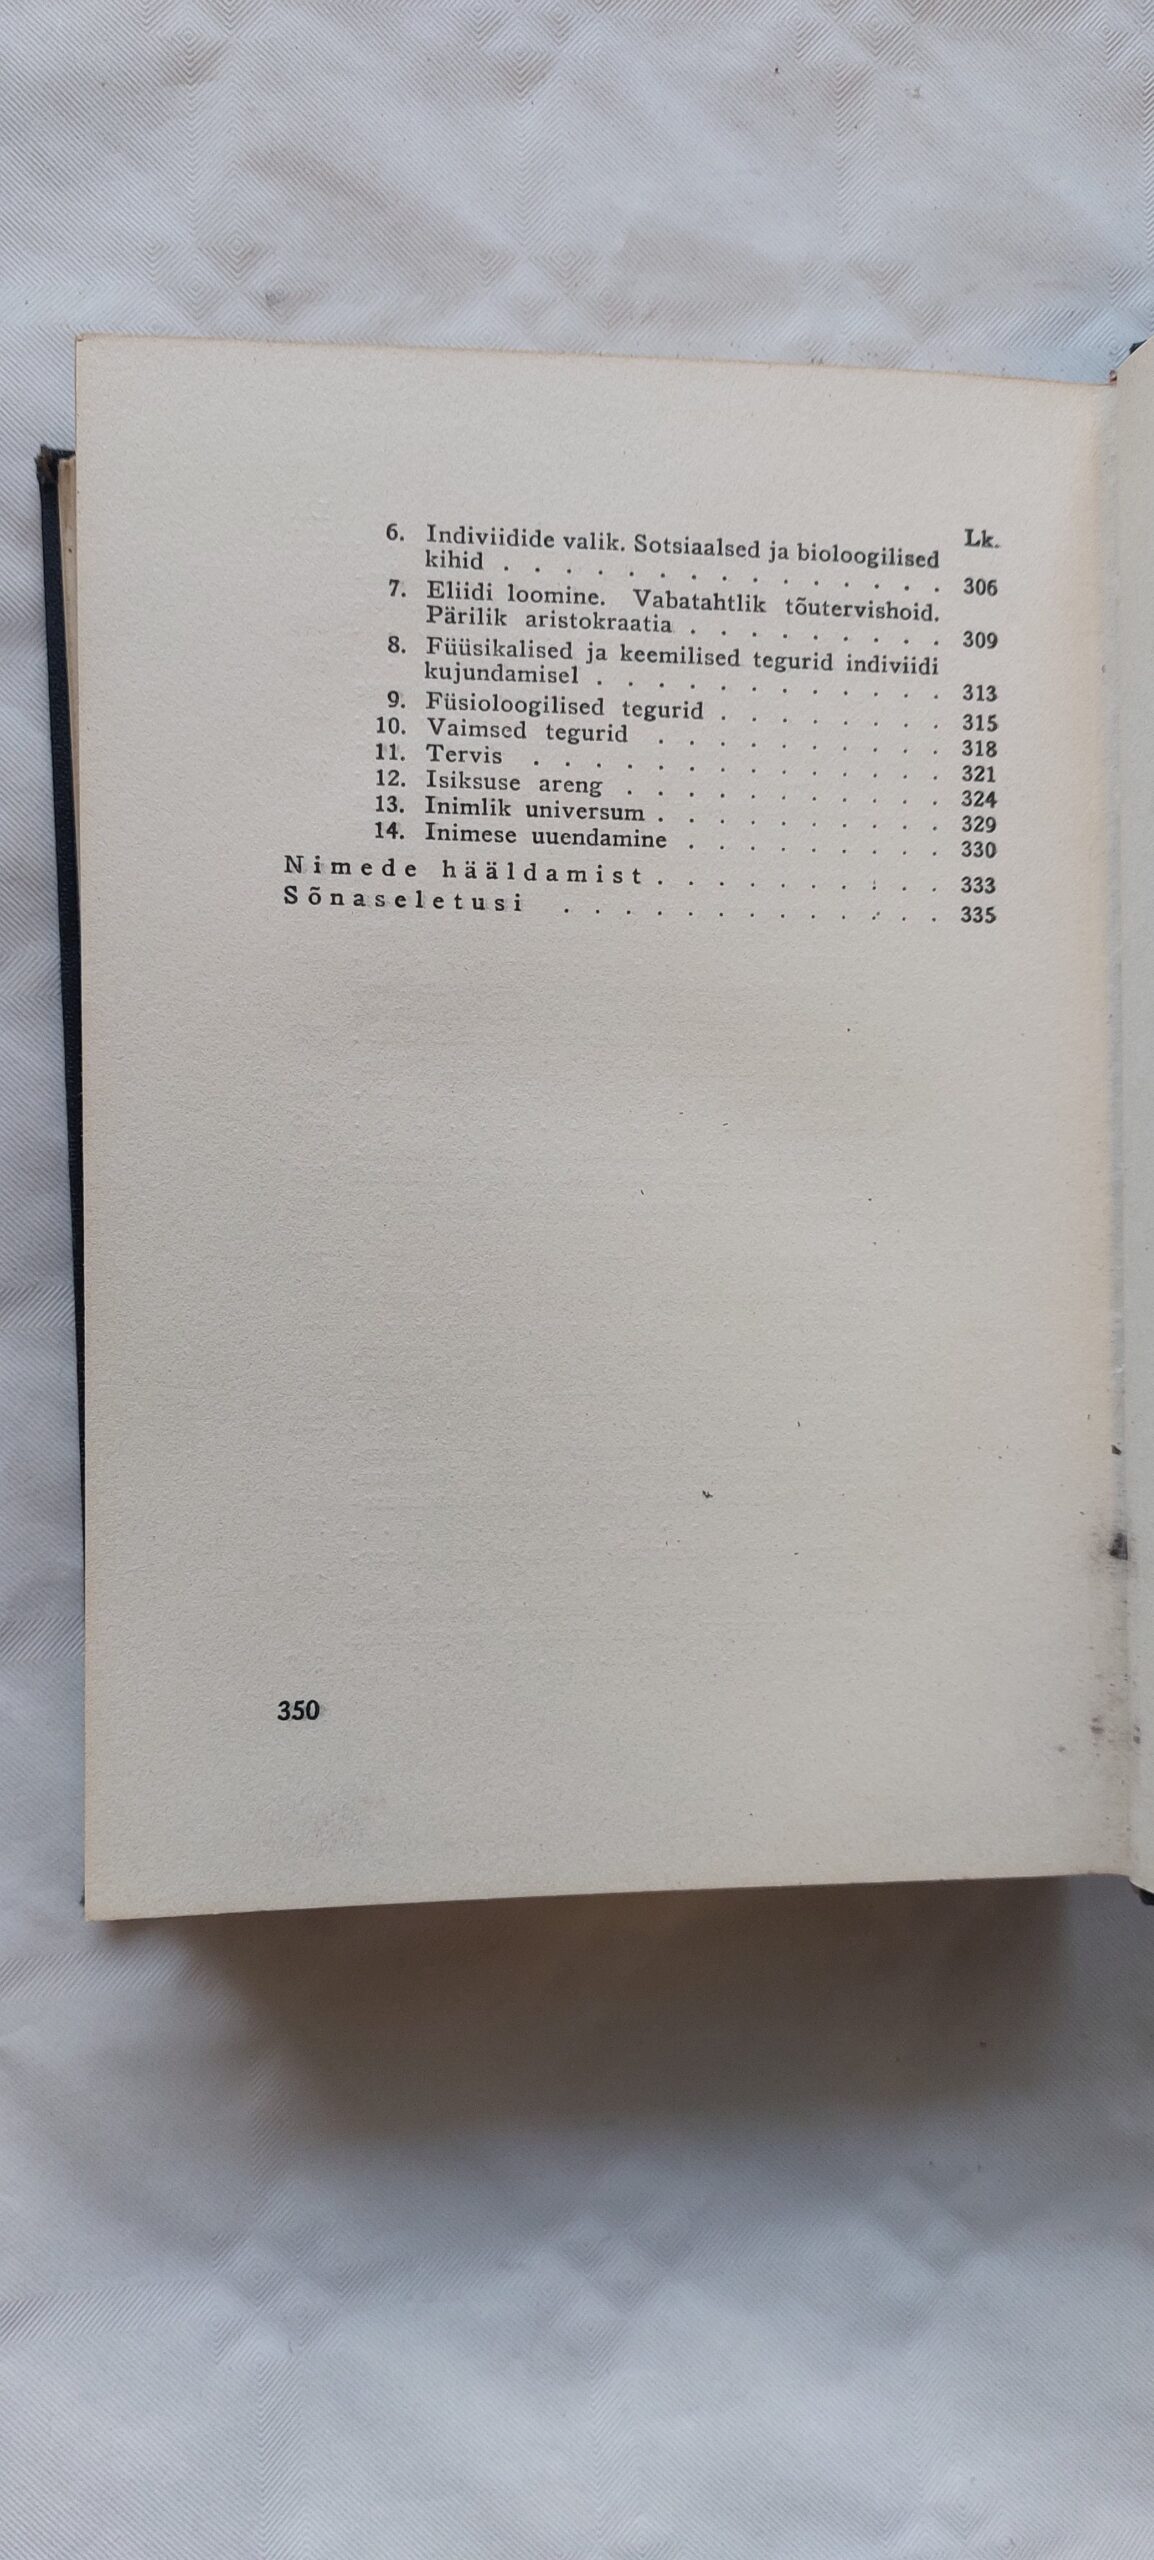 Lk.
6. Indiviidide valik. Sotsiaalsed ja bioloogilised
kihid . . . . . . . . . . . . . . . 306
7. Eliidi loomine. Vabatahtlik tõutervishoid.
Pärilik aristokraatia . . . . . . . . . 309
8. Füüsikalised ja keemilised tegurid indiviidi
kujundamisel . . . . . . . . . . . . 313
9. Füsioloogilised tegurid . . . . . . . . 315
10. Vaimsed tegurid . . . . . . . . . . 318
11. Tervis . . . . . . . . . . . . . . 321
12. Isiksuse areng . . . . . . . . . . . 324
13. Inimlik universum . . . . . . . . . . 329
14. Inimese uuendamine . . . . . . . . . 330
Nimede hääldamist . . . . . . . . . . 333
Sõnaseletusi . . . . . . . . . . . . . 335
350